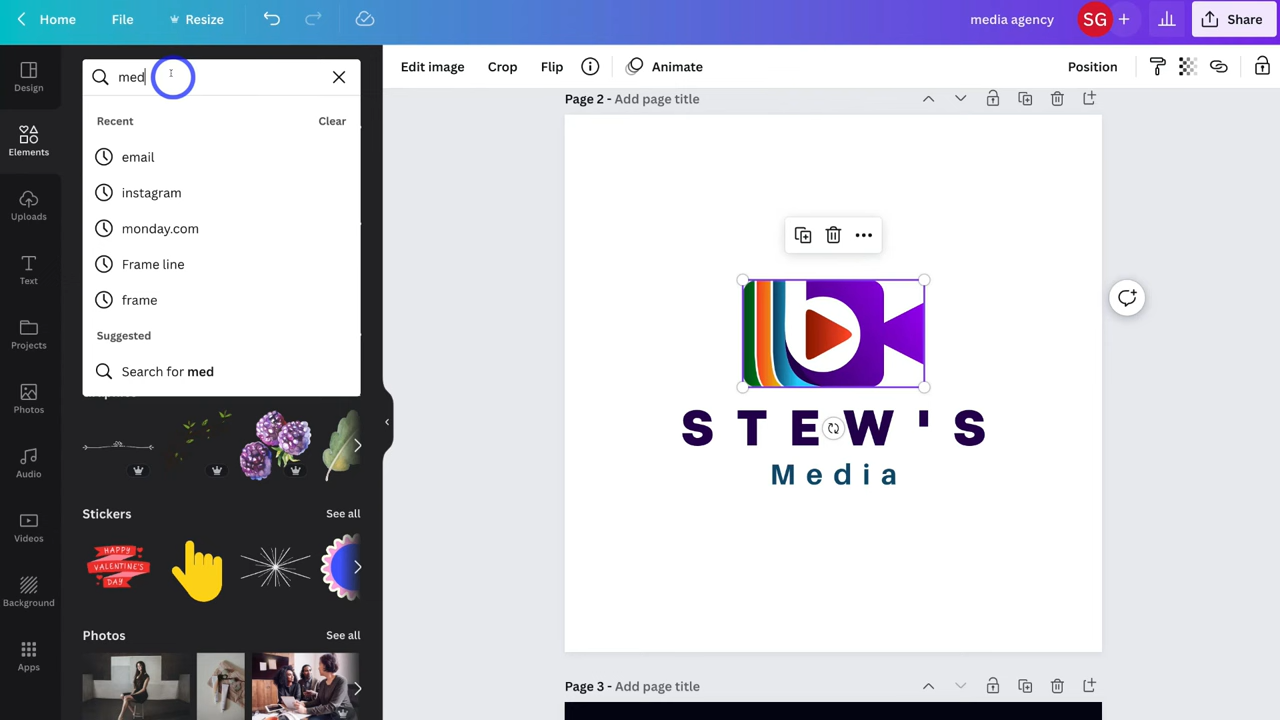 Home
File
Resize
media agency
SG
Share
Design
Elements
Uploads
Text
Projects
Photos
Audio
Videos
Background
Apps
med
Recent
Clear
email
instagram
monday.com
Frame line
frame
Suggested
Search for med
Stickers
See all
HAPPY
VALENTINE'S
DAY
Photos
See all
Edit image
Crop
Flip
Animate
Position
Page 2 - Add page title
STEW'S
Media
Page 3 - Add page title